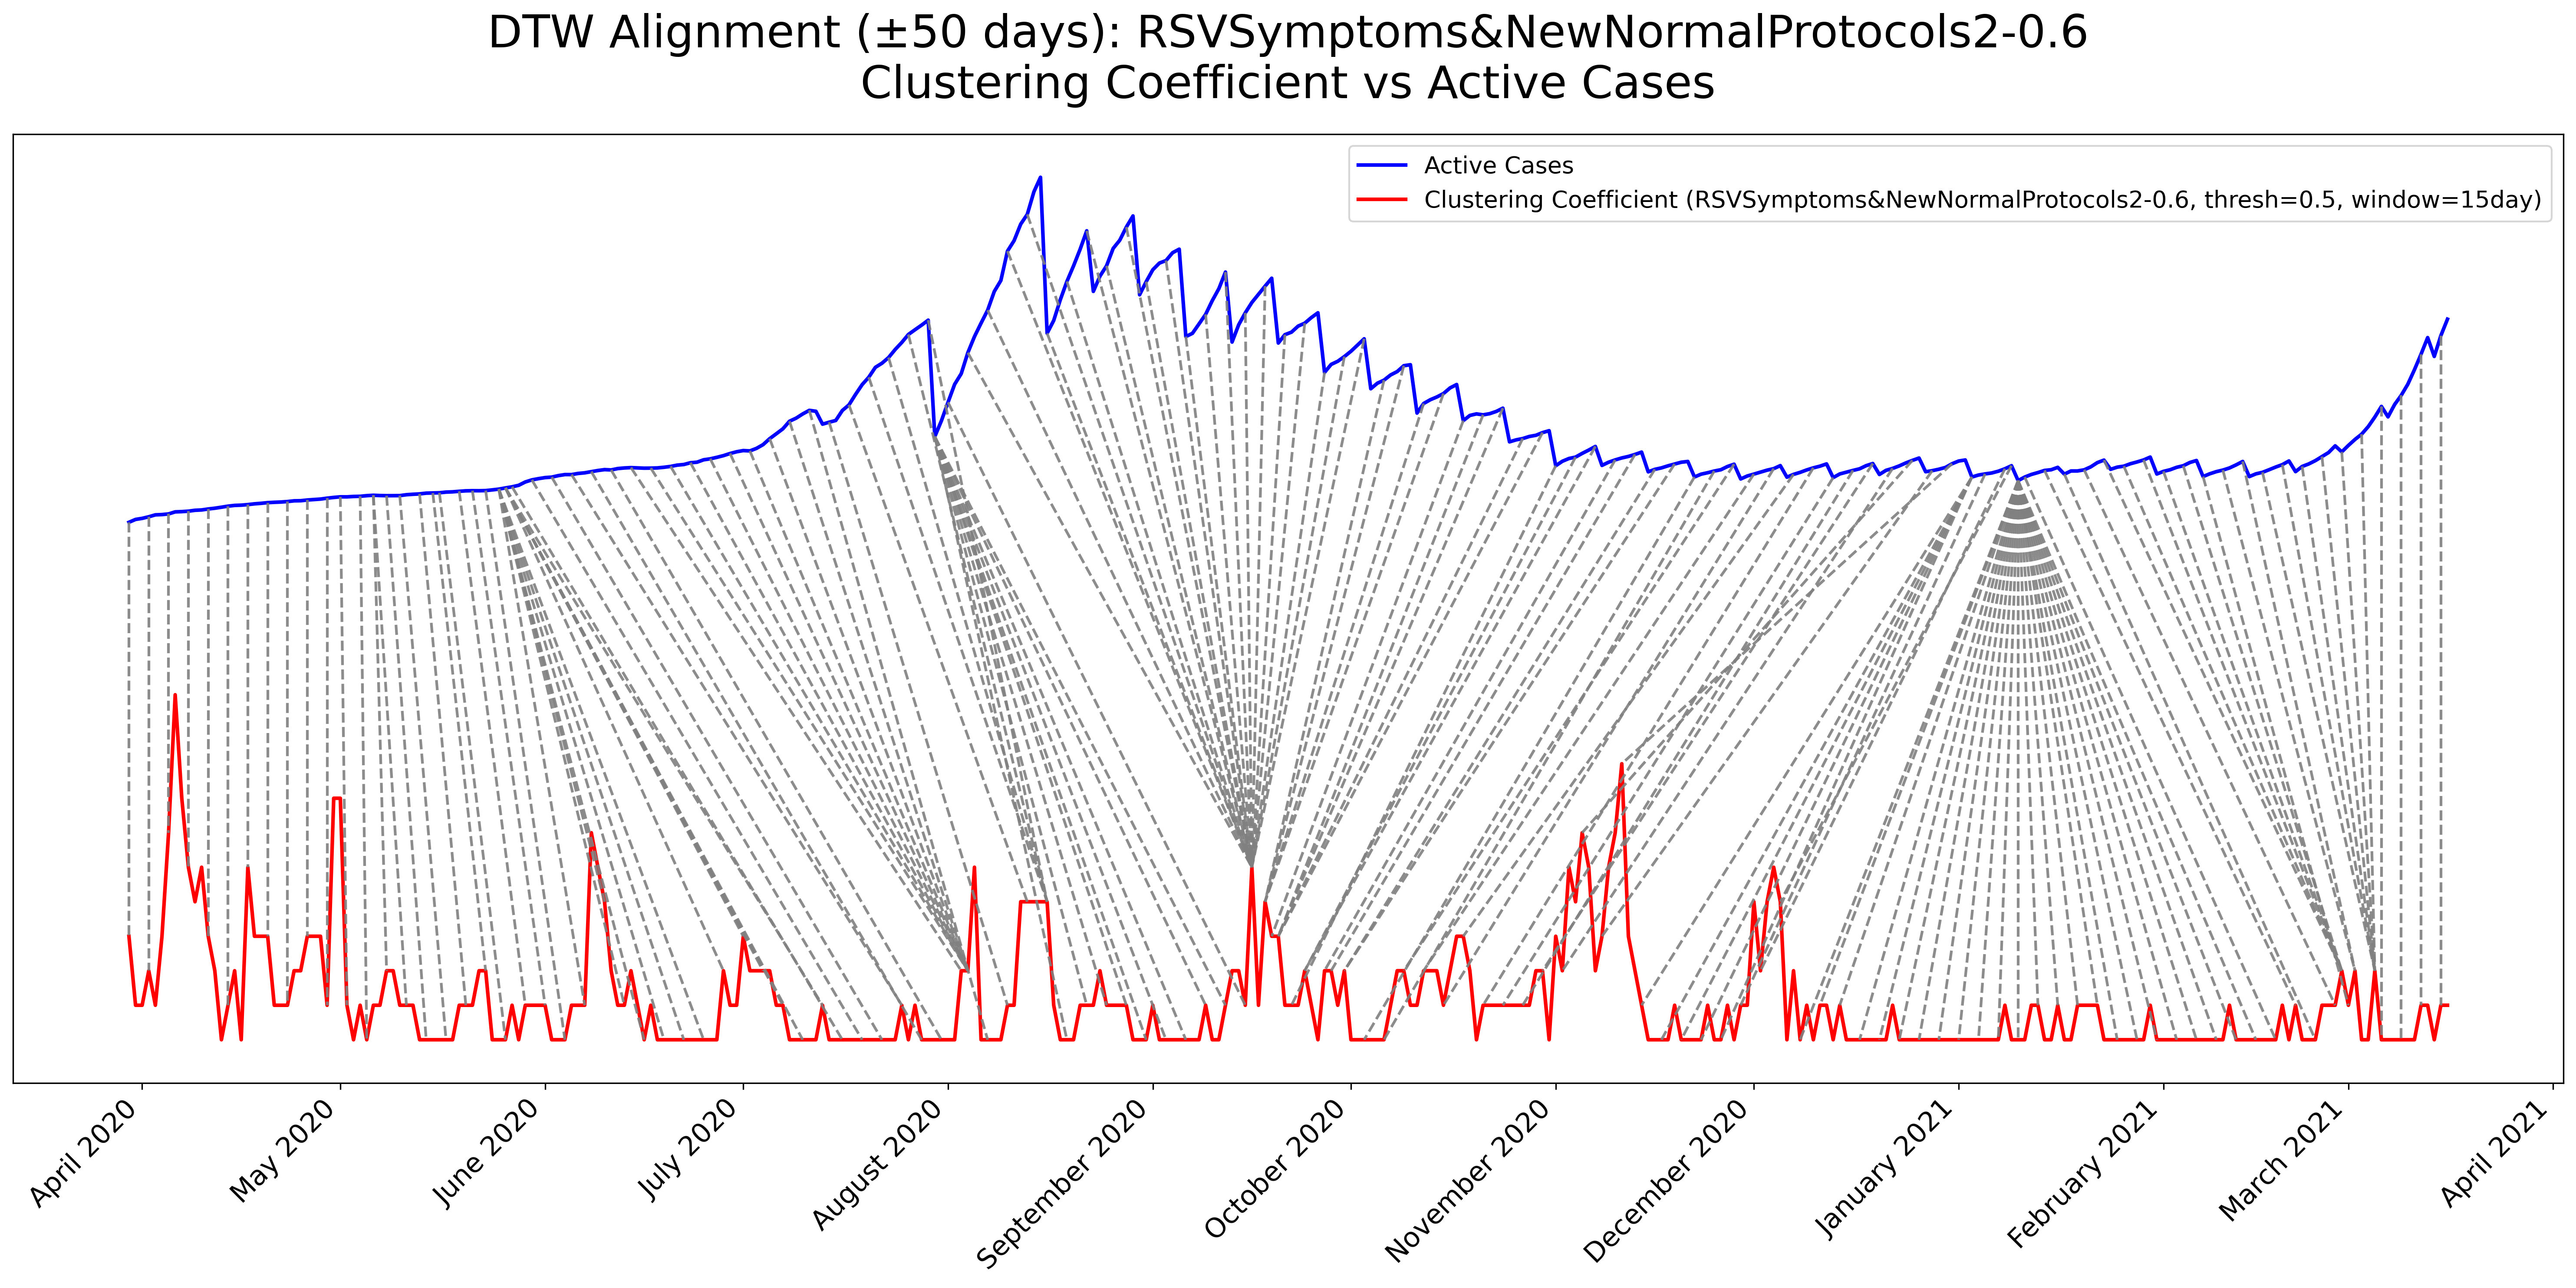 DTW Alignment (±50 days): RSVSymptoms&NewNormalProtocols2-0.6
Clustering Coefficient vs Active Cases
Active Cases
Clustering Coefficient (RSVSymptoms&NewNormalProtocols2-0.6, thresh=0.5, window=15day)
April 2020
May 2020
June 2020
July 2020
August 2020
September 2020
October 2020
November 2020
December 2020
January 2021
February 2021
March 2021
April 2021